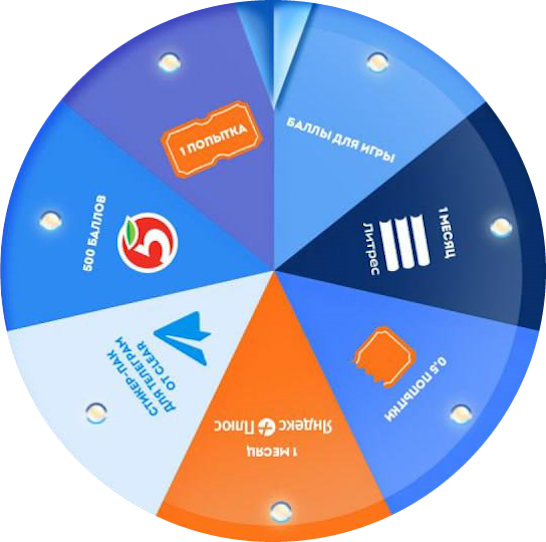 БАЛЛЫ ДЛЯ ИГРЫ
1 МЕСЯЦ
ЛИТРЕС
0,5 ПОПЫТКИ
Яндекс Плюс
1 МЕСЯЦ
СТИКЕР-ПАК
ДЛЯ ТЕЛЕГРАМ
ОТ CLEAR
500 БАЛЛОВ
5
1 ПОПЫТКА